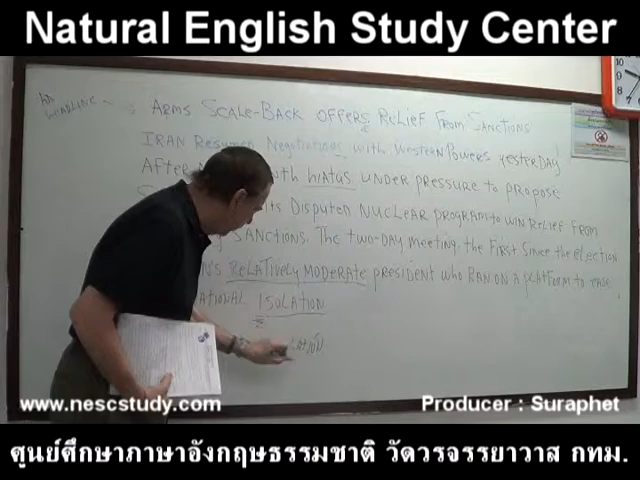 Natural English Study Center
HEADLINE
ARMS SCALE-BACK OFFERS RELIEF FROM SANCTIONS
IRAN RESUMED NEGOTIATIONS WITH WESTERN POWERS YESTERDAY
AFTER HIATUS UNDER PRESSURE TO PROPOSE
ITS DISPUTED NUCLEAR PROGRAM TO WIN RELIEF FROM
SANCTIONS. THE TWO-DAY MEETING, THE FIRST SINCE THE ELECTION
RELATIVELY MODERATE PRESIDENT WHO RAN ON A PLATFORM TO EASE
ISOLATION
www.nescstudy.com
Producer : Suraphet
ศูนย์ศึกษาภาษาอังกฤษธรรมชาติ วัดวรจรรยาวาส กทม.